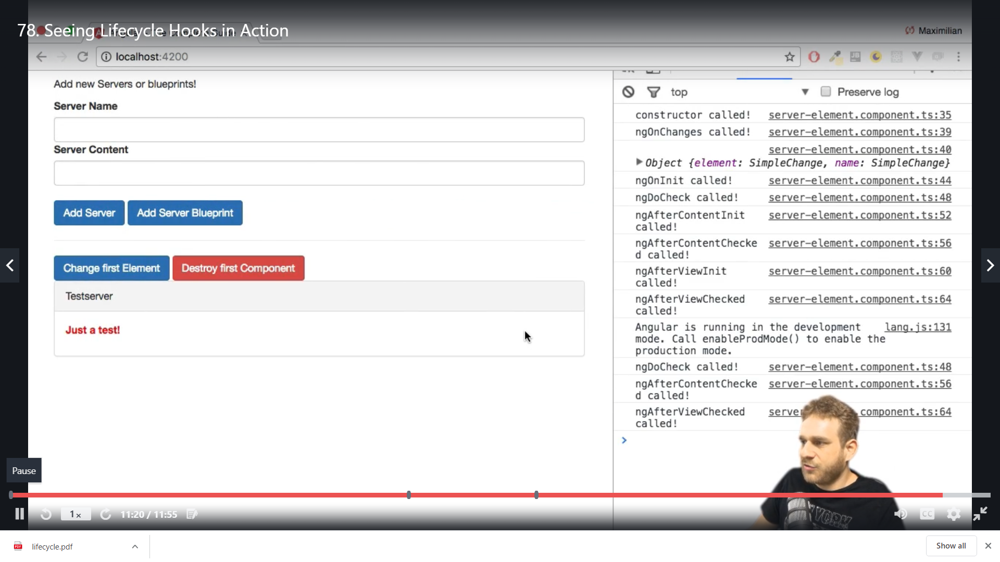 78. Seeing Lifecycle Hooks in Action
Maximilian
localhost:4200
Add new Servers or blueprints!
Server Name
Server Content
Add Server
Add Server Blueprint
Change first Element
Destroy first Component
Testserver
Just a test!
top
Preserve log
constructor called! server-element.component.ts:35
ngOnChanges called! server-element.component.ts:39
server-element.component.ts:40
Object {element: SimpleChange, name: SimpleChange}
ngOnInit called! server-element.component.ts:44
ngDoCheck called! server-element.component.ts:48
ngAfterContentInit server-element.component.ts:52
called!
ngAfterContentChecke server-element.component.ts:56
d called!
ngAfterViewInit server-element.component.ts:60
called!
ngAfterViewChecked server-element.component.ts:64
called!
Angular is running in the development lang.js:131
mode. Call enableProdMode() to enable the
production mode.
ngDoCheck called! server-element.component.ts:48
ngAfterContentChecke server-element.component.ts:56
d called!
ngAfterViewChecked server component.ts:64
called!
Pause
1x
11:20 / 11:55
CC
lifecycle.pdf
Show all